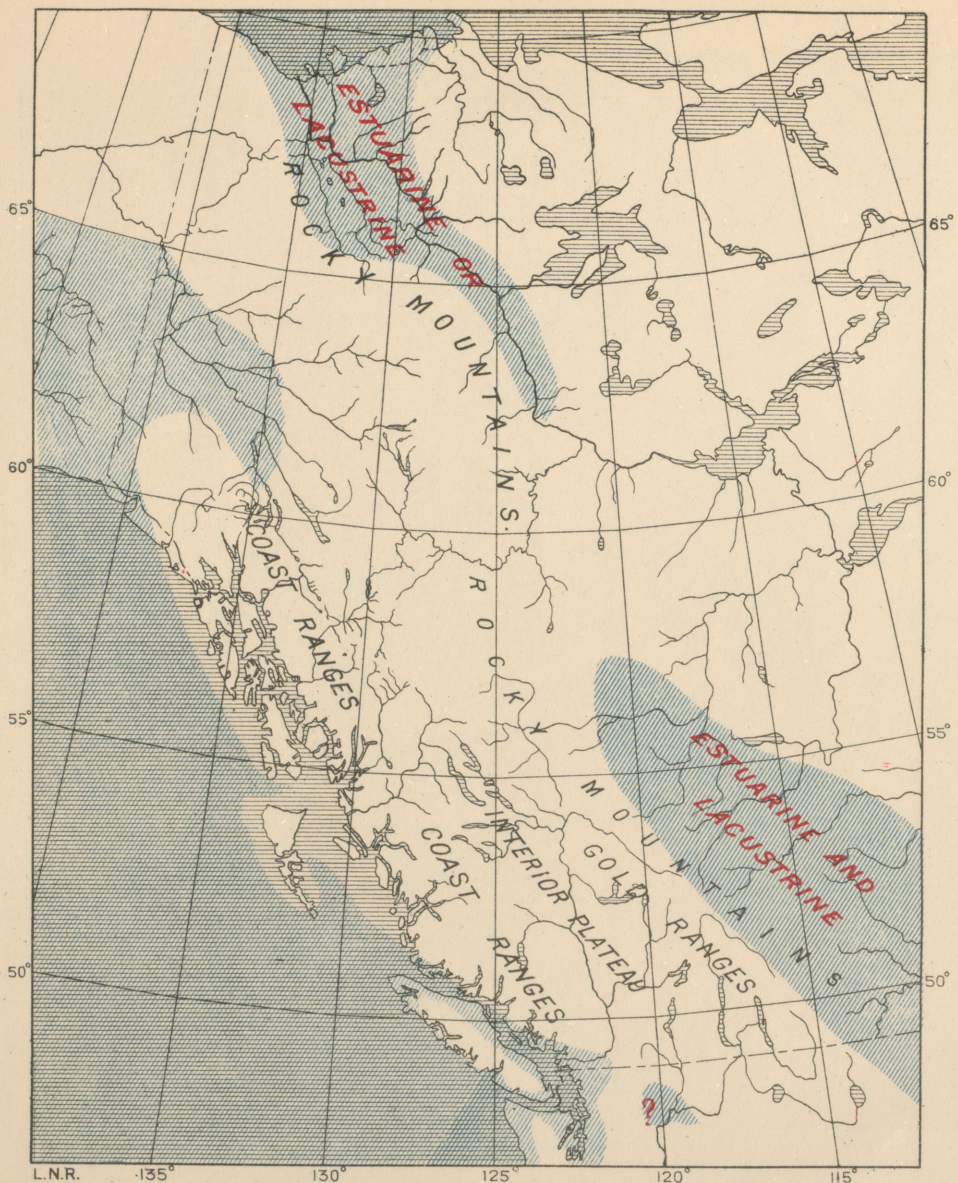 ESTUARINE OR
LACUSTRINE
ROCKY MOUNTAINS.
65°
65°
60°
60°
COAST RANGES
ROCKY MOUNTAINS
55°
55°
ESTUARINE AND
LACUSTRINE
COAST RANGES
INTERIOR PLATEAU
GOLD RANGES
50°
50°
?
L.N.R.
135°
130°
125°
120°
115°